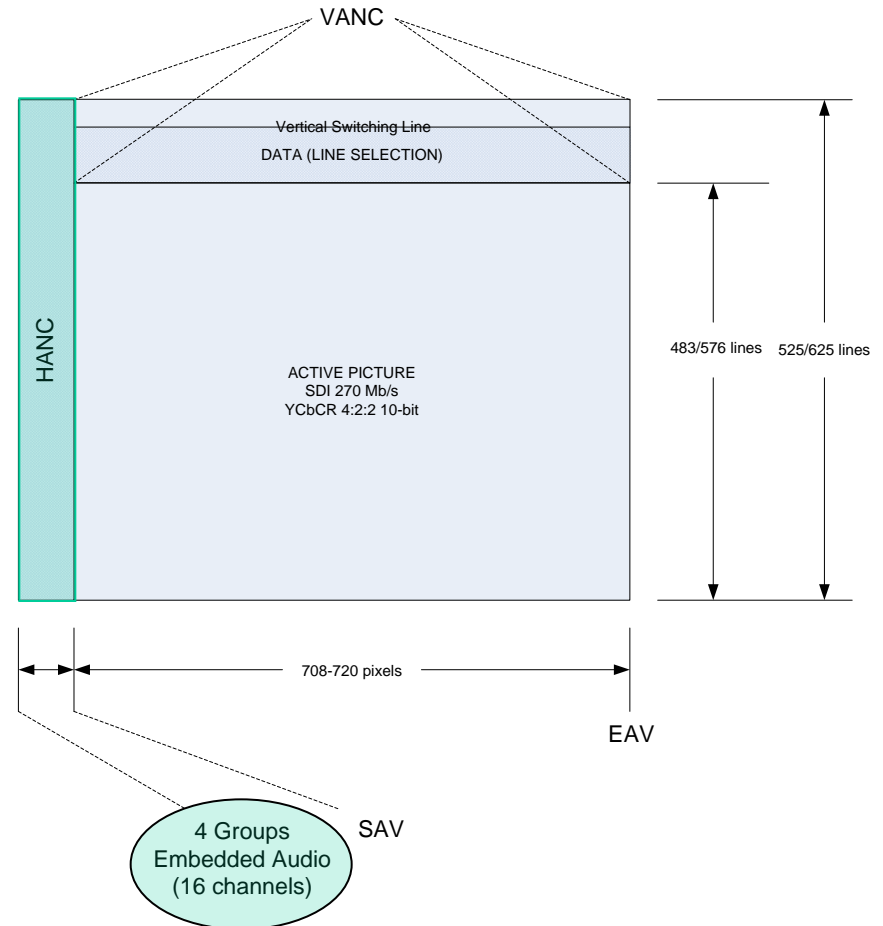 VANC
Vertical Switching Line
DATA (LINE SELECTION)
HANC
ACTIVE PICTURE
SDI 270 Mb/s
YCbCR 4:2:2 10-bit
483/576 lines
525/625 lines
708-720 pixels
EAV
SAV
4 Groups
Embedded Audio
(16 channels)